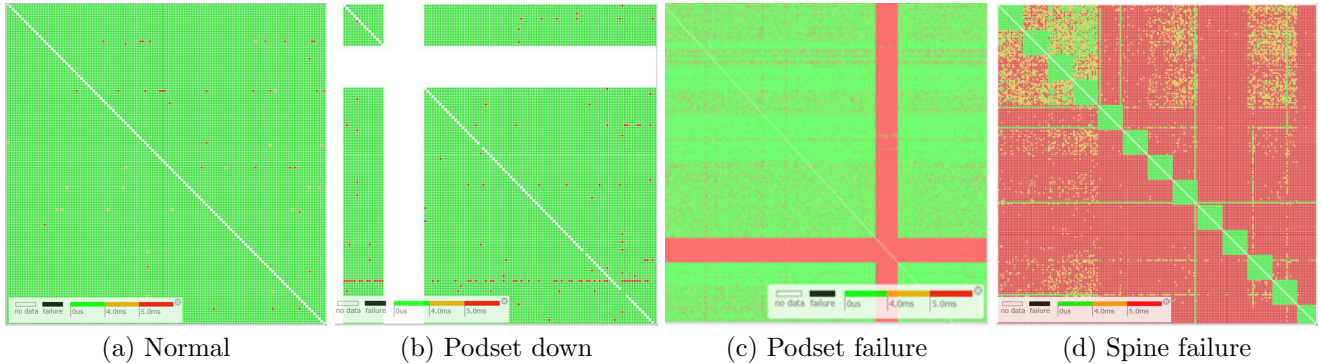 no data failure 0us 4.0ms 5.0ms
no data failure 0us 4.0ms 5.0ms
no data failure 0us 4.0ms 5.0ms
no data failure 0us 4.0ms 5.0ms
(a) Normal
(b) Podset down
(c) Podset failure
(d) Spine failure